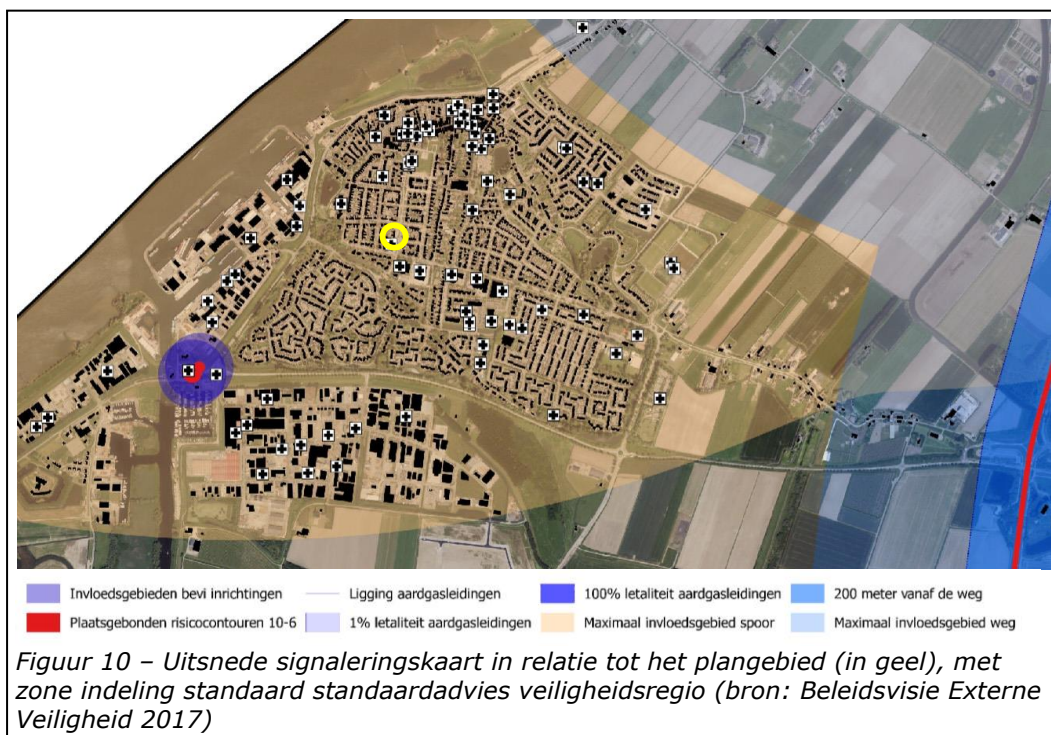 Invloedsgebieden bevi inrichtingen
Ligging aardgasleidingen
100% letaliteit aardgasleidingen
200 meter vanaf de weg
Plaatsgebonden risicocontouren 10-6
1% letaliteit aardgasleidingen
Maximaal invloedsgebied spoor
Maximaal invloedsgebied weg
Figuur 10 – Uitsnede signaleringskaart in relatie tot het plangebied (in geel), met
zone indeling standaard standaardadvies veiligheidsregio (bron: Beleidsvisie Externe
Veiligheid 2017)